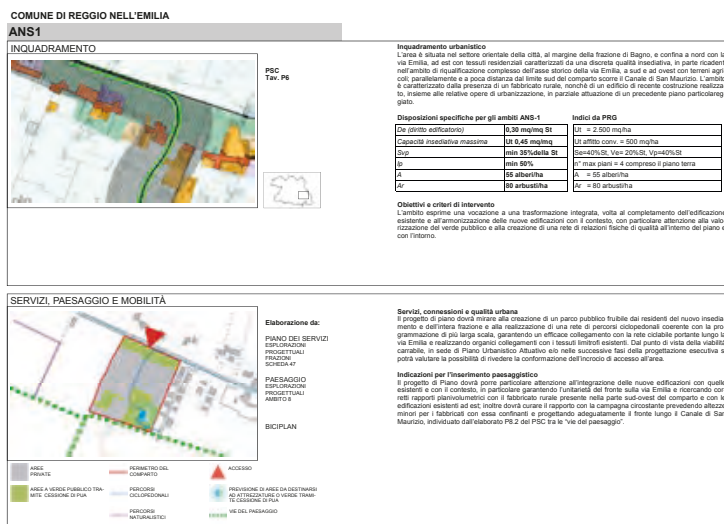 COMUNE DI REGGIO NELL'EMILIA
ANS1
INQUADRAMENTO
PSC
Tav. P6
Inquadramento urbanistico
L'area è situata nel settore orientale della città, al margine della frazione di Bagno, e confina a nord con la
via Emilia, ad est con tessuti residenziali caratterizzati da una discreta qualità insediativa, in parte ricadenti
nell'ambito di riqualificazione complesso dell'asse storico della via Emilia, a sud e ad ovest con terreni agri-
coli; parallelamente e a poca distanza dal limite sud del comparto scorre il Canale di San Maurizio. L'ambito
è caratterizzato dalla presenza di un fabbricato rurale, nonché di un edificio di recente costruzione realizza-
to, insieme alle relative opere di urbanizzazione, in parziale attuazione di un precedente piano particolareg-
giato.
Disposizioni specifiche per gli ambiti ANS-1
Indici da PRG
De (diritto edificatorio) 0,30 mq/mq St
Ut = 2.500 mq/ha
Capacità insediativa massima Ut 0,45 mq/mq
Ut affitto conv. = 500 mq/ha
Svp min 35%della St
Se=40%St, Ve= 20%St, Vp=40%St
Ip min 50%
n° max piani = 4 compreso il piano terra
A 55 alberi/ha
A = 55 alberi/ha
Ar 80 arbusti/ha
Ar = 80 arbusti/ha
Obiettivi e criteri di intervento
L'ambito esprime una vocazione a una trasformazione integrata, volta al completamento dell'edificazione
esistente e all'armonizzazione delle nuove edificazioni con il contesto, con particolare attenzione alla valo-
rizzazione del verde pubblico e alla creazione di una rete di relazioni fisiche di qualità all'interno del piano e
con l'intorno.
SERVIZI, PAESAGGIO E MOBILITÀ
Elaborazione da:
PIANO DEI SERVIZI
ESPLORAZIONI
PROGETTUALI
FRAZIONI
SCHEDA 47
PAESAGGIO
ESPLORAZIONI
PROGETTUALI
AMBITO 8
BICIPLAN
Servizi, connessioni e qualità urbana
Il progetto di piano dovrà mirare alla creazione di un parco pubblico fruibile dai residenti del nuovo insedia-
mento e dell'intera frazione e alla realizzazione di una rete di percorsi ciclopedonali coerente con la pro-
grammazione di più larga scala, garantendo un efficace collegamento con la rete ciclabile portante lungo la
via Emilia e realizzando organici collegamenti con i tessuti limitrofi esistenti. Dal punto di vista della viabilità
carrabile, in sede di Piano Urbanistico Attuativo e/o nelle successive fasi della progettazione esecutiva si
potrà valutare la possibilità di rivedere la conformazione dell'incrocio di accesso all'area.
Indicazioni per l'inserimento paesaggistico
Il progetto di Piano dovrà porre particolare attenzione all'integrazione delle nuove edificazioni con quelle
esistenti e con il contesto, in particolare garantendo l'unitarietà del fronte sulla via Emilia e ricercando cor-
retti rapporti planivolumetrici con il fabbricato rurale presente nella parte sud-ovest del comparto e con le
edificazioni esistenti ad est; inoltre dovrà curare il rapporto con la campagna circostante prevedendo altezze
minori per i fabbricati con essa confinanti e progettando adeguatamente il fronte lungo il Canale di San
Maurizio, individuato dall'elaborato P8.2 del PSC tra le "vie del paesaggio".
AREE
PRIVATE
PERIMETRO DEL
COMPARTO
ACCESSO
AREE A VERDE PUBBLICO TRA-
MITE CESSIONE DI PUA
PERCORSI
CICLOPEDONALI
PREVISIONE DI AREE DA DESTINARSI
AD ATTREZZATURE O VERDE TRAMI-
TE CESSIONE DI PUA
PERCORSI
NATURALISTICI
VIE DEL PAESAGGIO